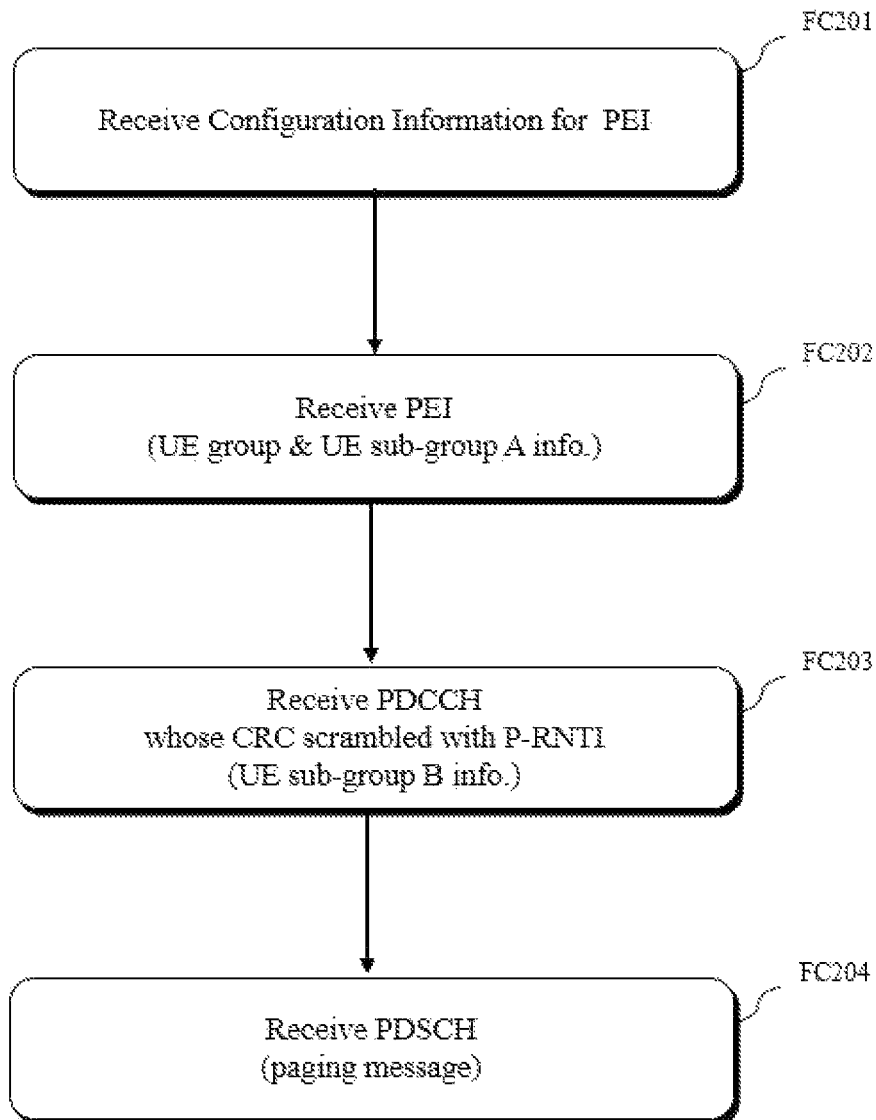 FC201
Receive Configuration Information for PEI
FC202
Receive PEI
(UE group & UE sub-group A info.)
FC203
Receive PDCCH
whose CRC scrambled with P-RNTI
(UE sub-group B info.)
FC204
Receive PDSCH
(paging message)